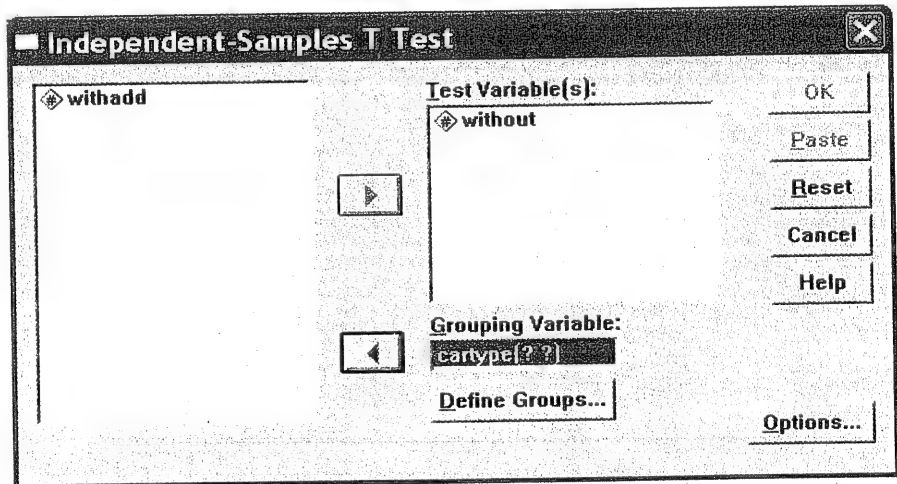 Independent-Samples T Test
withadd
Test Variable(s):
without
OK
Paste
Reset
Cancel
Help
Grouping Variable:
cartype(? ?)
Define Groups...
Options...